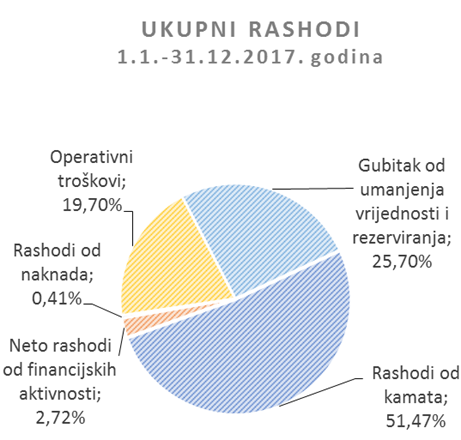 UKUPNI RASHODI
1.1.-31.12.2017. godina
Operativni
troškovi;
19,70%
Gubitak od
umanjenja
vrijednosti i
rezerviranja;
25,70%
Rashodi od
naknada;
0,41%
Neto rashodi
od financijskih
aktivnosti;
2,72%
Rashodi od
kamata;
51,47%